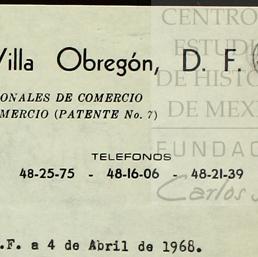 Villa Obregón, D. F.
ONALES DE COMERCIO
MERCIO (PATENTE No. 7)
TELEFONOS
48-25-75 - 48-16-06 - 48-21-39
.F. a 4 de Abril de 1968.
CENTRO
ESTUDI
DE HISTO
DE MEXI
FUNDAC
Carlos S